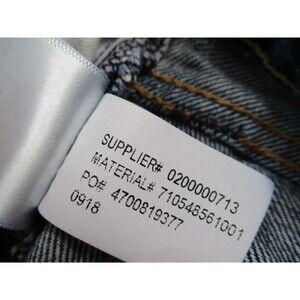 SUPPLIER# 0200000713
MATERIAL# 710548561001
PO# 4700819377
0918